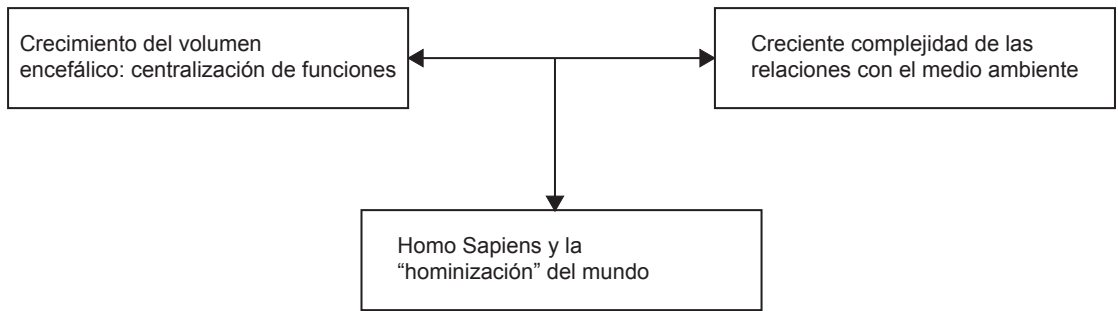 Crecimiento del volumen
encefálico: centralización de funciones
Creciente complejidad de las
relaciones con el medio ambiente
Homo Sapiens y la
“hominización” del mundo